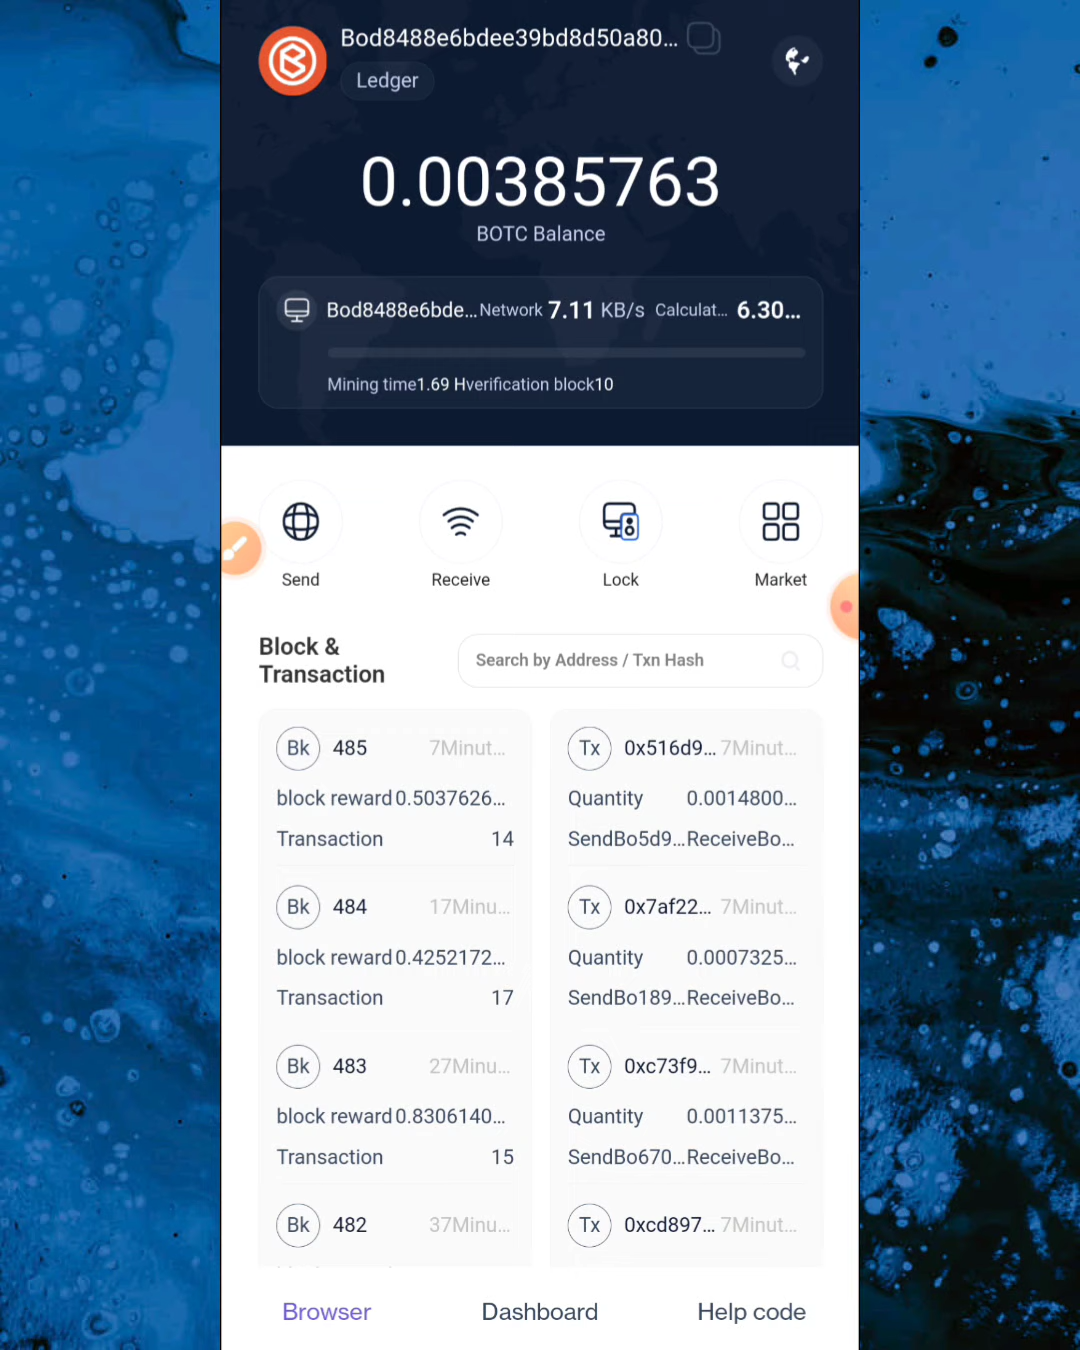 Bod8488e6bdee39bd8d50a80...
Ledger
0.00385763
BOTC Balance
Bod8488e6bde... Network 7.11 KB/s Calculat... 6.30...
Mining time1.69 Hverification block10
Send Receive Lock Market
Block &
Transaction
Search by Address / Txn Hash
Bk 485 7Minut...
block reward 0.5037626...
Transaction 14
Bk 484 17Minu...
block reward 0.4252172...
Transaction 17
Bk 483 27Minu...
block reward 0.8306140...
Transaction 15
Bk 482 37Minu...
Tx 0x516d9... 7Minut...
Quantity 0.0014800...
SendBo5d9...ReceiveBo...
Tx 0x7af22... 7Minut...
Quantity 0.0007325...
SendBo189...ReceiveBo...
Tx 0xc73f9... 7Minut...
Quantity 0.0011375...
SendBo670...ReceiveBo...
Tx 0xcd897... 7Minut...
Browser Dashboard Help code